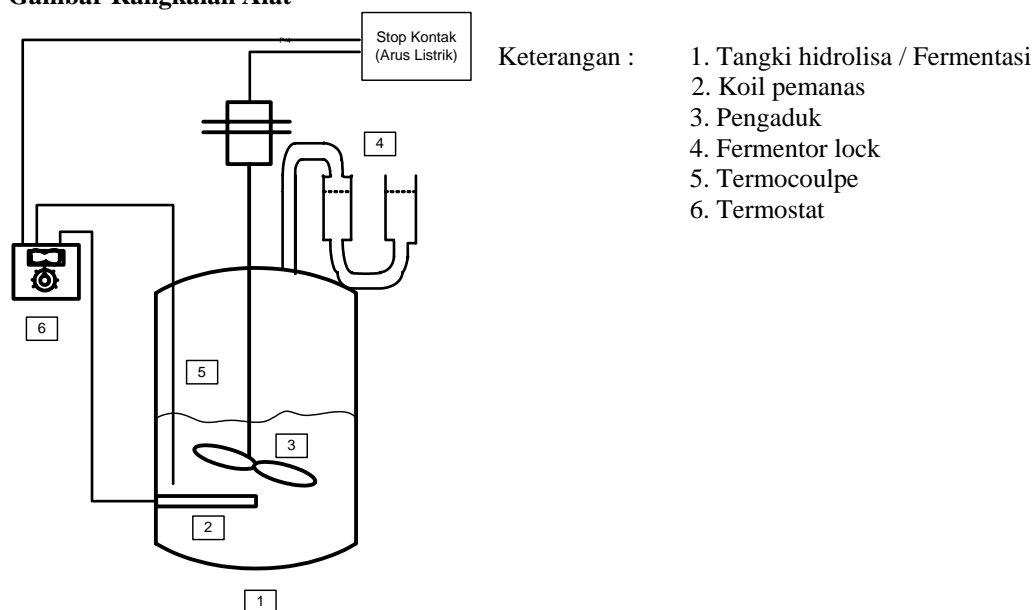 Gambar Rangkaian Alat
Stop Kontak
(Arus Listrik)
Keterangan :
1. Tangki hidrolisa / Fermentasi
2. Koil pemanas
3. Pengaduk
4. Fermentor lock
5. Termocoulpe
6. Termostat
4
6
5
3
2
1